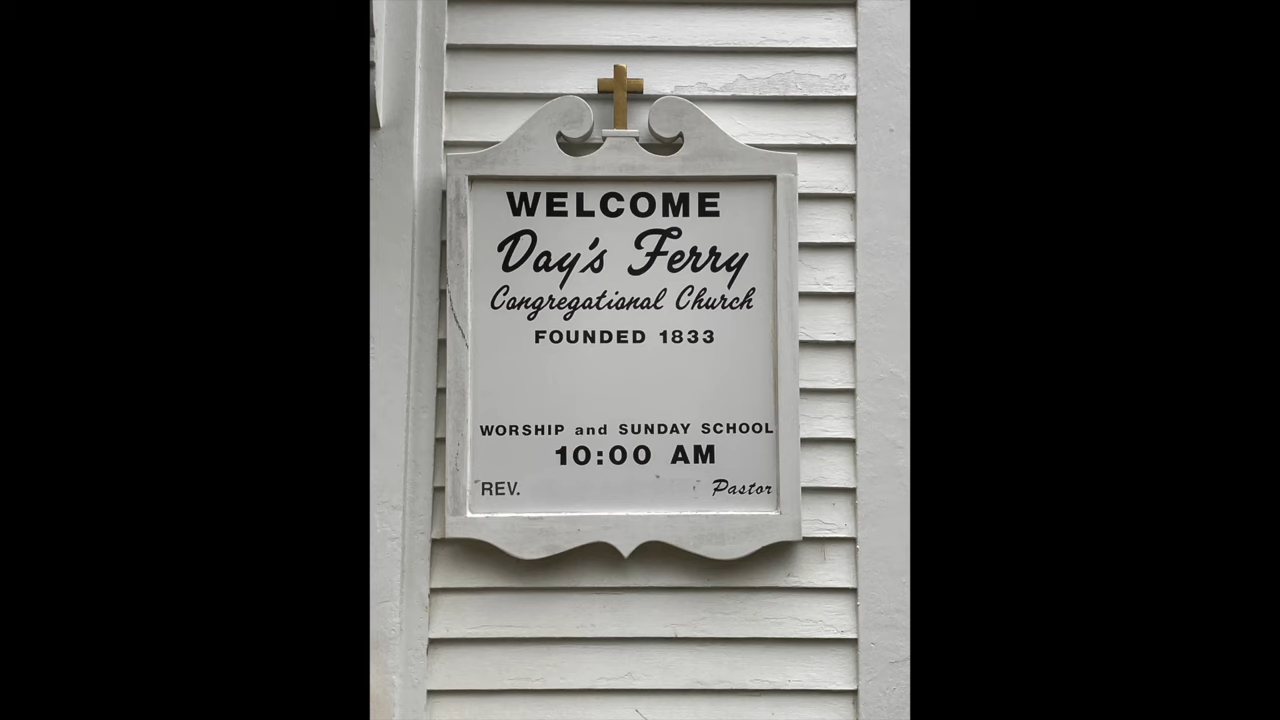 WELCOME
Day's Ferry
Congregational Church
FOUNDED 1833
WORSHIP and SUNDAY SCHOOL
10:00 AM
REV. Pastor